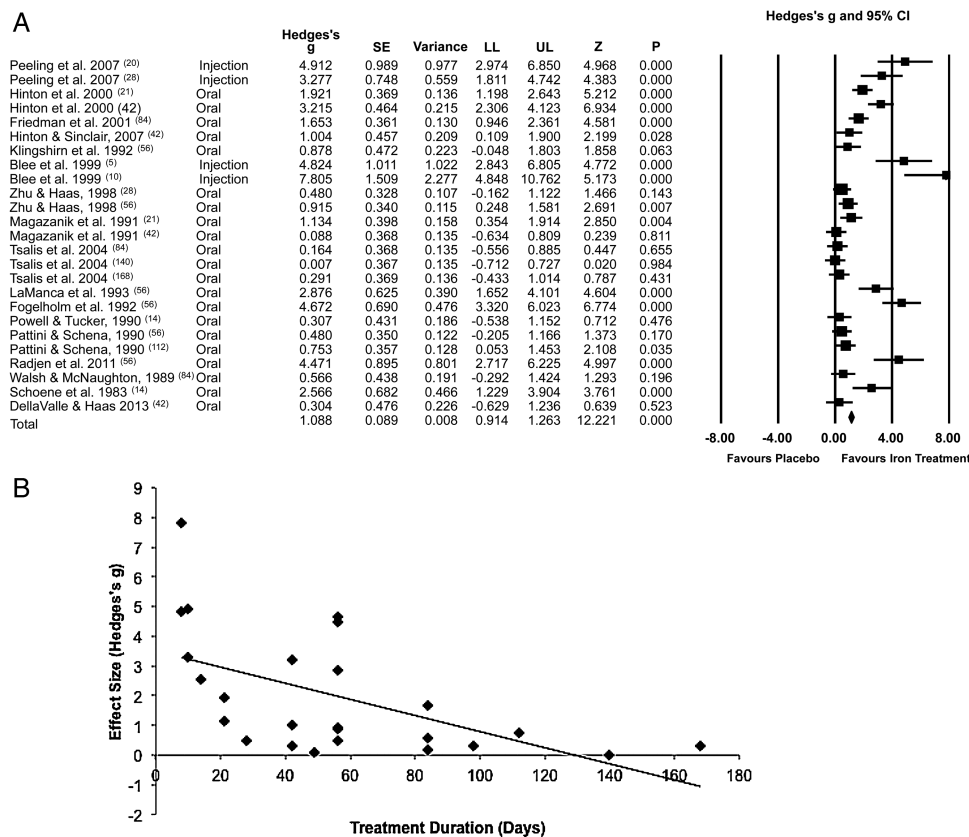 A
Hedges's g and 95% CI
Hedges's
g SE Variance LL UL Z P
Peeling et al. 2007 (20) Injection 4.912 0.989 0.977 2.974 6.850 4.968 0.000
Peeling et al. 2007 (28) Injection 3.277 0.748 0.559 1.811 4.742 4.383 0.000
Hinton et al. 2000 (21) Oral 1.921 0.369 0.136 1.198 2.643 5.212 0.000
Hinton et al. 2000 (42) Oral 3.215 0.464 0.215 2.306 4.123 6.934 0.000
Friedman et al. 2001 (84) Oral 1.653 0.361 0.130 0.946 2.361 4.581 0.000
Hinton & Sinclair, 2007 (42) Oral 1.004 0.457 0.209 0.109 1.900 2.199 0.028
Klingshirn et al. 1992 (56) Oral 0.878 0.472 0.223 -0.048 1.803 1.858 0.063
Blee et al. 1999 (5) Injection 4.824 1.011 1.022 2.843 6.805 4.772 0.000
Blee et al. 1999 (10) Injection 7.805 1.509 2.277 4.848 10.762 5.173 0.000
Zhu & Haas, 1998 (28) Oral 0.480 0.328 0.107 -0.162 1.122 1.466 0.143
Zhu & Haas, 1998 (56) Oral 0.915 0.340 0.115 0.248 1.581 2.691 0.007
Magazanik et al. 1991 (21) Oral 1.134 0.398 0.158 0.354 1.914 2.850 0.004
Magazanik et al. 1991 (42) Oral 0.088 0.368 0.135 -0.634 0.809 0.239 0.811
Tsalis et al. 2004 (84) Oral 0.164 0.368 0.135 -0.556 0.885 0.447 0.655
Tsalis et al. 2004 (140) Oral 0.007 0.367 0.135 -0.712 0.727 0.020 0.984
Tsalis et al. 2004 (168) Oral 0.291 0.369 0.136 -0.433 1.014 0.787 0.431
LaManca et al. 1993 (56) Oral 2.876 0.625 0.390 1.652 4.101 4.604 0.000
Fogelholm et al. 1992 (56) Oral 4.672 0.690 0.476 3.320 6.023 6.774 0.000
Powell & Tucker, 1990 (14) Oral 0.307 0.431 0.186 -0.538 1.152 0.712 0.476
Pattini & Schena, 1990 (56) Oral 0.480 0.350 0.122 -0.205 1.166 1.373 0.170
Pattini & Schena, 1990 (112) Oral 0.753 0.357 0.128 0.053 1.453 2.108 0.035
Radjen et al. 2011 (56) Oral 4.471 0.895 0.801 2.717 6.225 4.997 0.000
Walsh & McNaughton, 1989 (84) Oral 0.566 0.438 0.191 -0.292 1.424 1.293 0.196
Schoene et al. 1983 (14) Oral 2.566 0.682 0.466 1.229 3.904 3.761 0.000
DellaValle & Haas 2013 (42) Oral 0.304 0.476 0.226 -0.629 1.236 0.639 0.523
Total 1.088 0.089 0.008 0.914 1.263 12.221 0.000
-8.00 -4.00 0.00 4.00 8.00
Favours Placebo Favours Iron Treatment
B
Effect Size (Hedges's g)
9
8
7
6
5
4
3
2
1
0
-1
-2
0 20 40 60 80 100 120 140 160 180
Treatment Duration (Days)